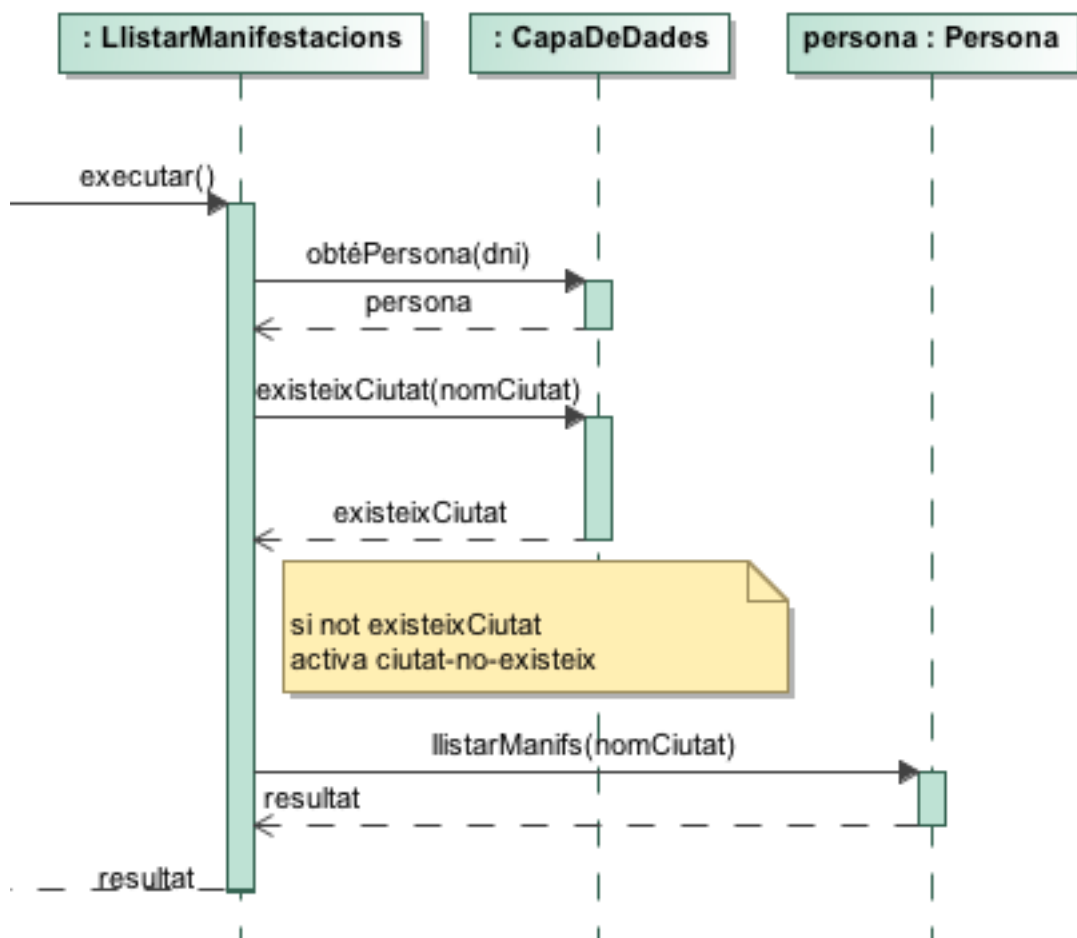 : LlistarManifestacions
: CapaDeDades
persona : Persona
executar()
obtéPersona(dni)
persona
existeixCiutat(nomCiutat)
existeixCiutat
si not existeixCiutat
activa ciutat-no-existeix
llistarManifs(nomCiutat)
resultat
resultat